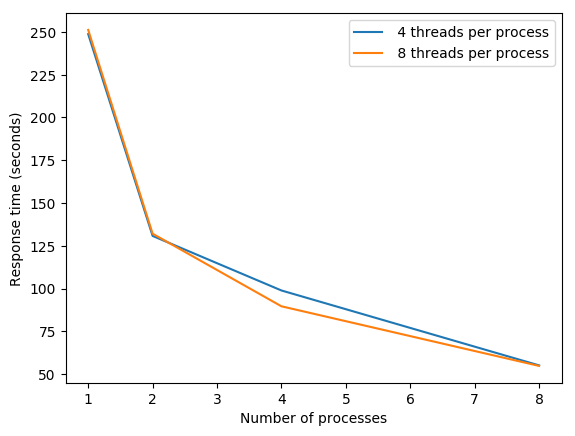 4 threads per process
8 threads per process
250
225
200
175
150
125
100
75
50
Response time (seconds)
1 2 3 4 5 6 7 8
Number of processes